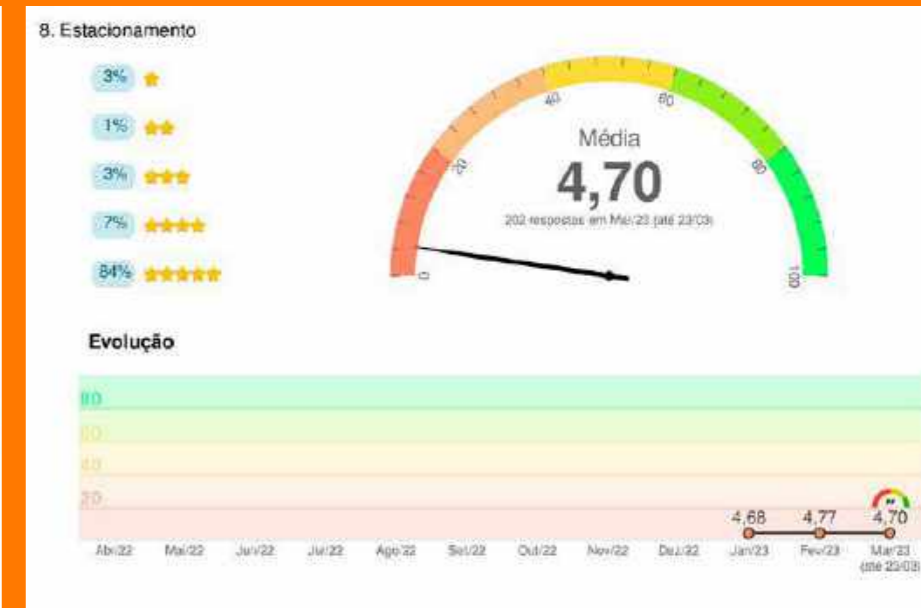 8. Estacionamento
3%
1%
3%
7%
84%
0
20
40
60
80
100
Média
4,70
202 respostas em Mar/23 (até 23/03)
Evolução
80
60
40
20
4,68 4,77 4,70
Abr/22 Mai/22 Jun/22 Jul/22 Ago/22 Set/22 Out/22 Nov/22 Dez/22 Jan/23 Fev/23 Mar/23
(até 23/03)